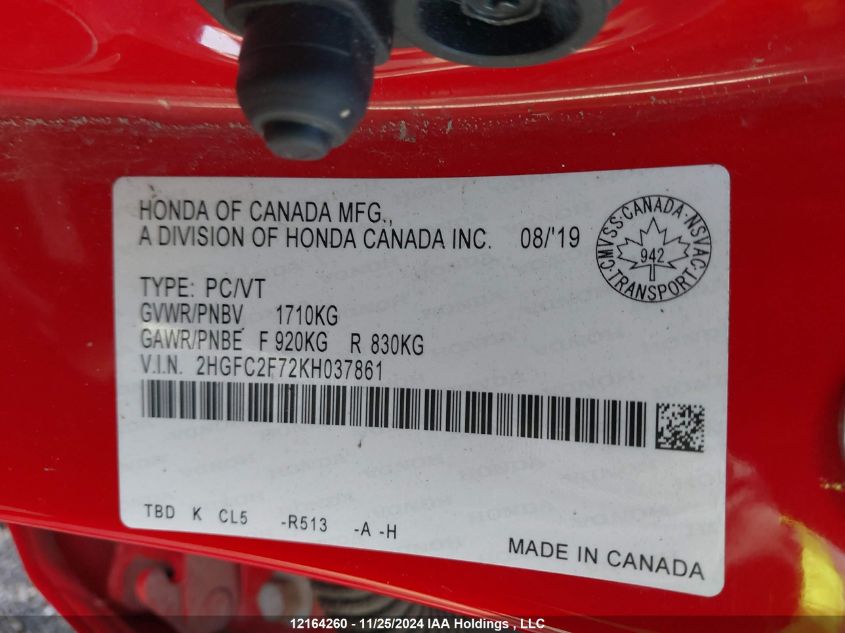 HONDA OF CANADA MFG.,
A DIVISION OF HONDA CANADA INC. 08/'19
CMVSS·CANADA·NSVAC·TRANSPORT·
942
TYPE: PC/VT
GVWR/PNBV 1710KG
GAWR/PNBE F 920KG R 830KG
V.I.N. 2HGFC2F72KH037861
TBD K CL5 -R513 -A -H
MADE IN CANADA
12164260 - 11/25/2024 IAA Holdings , LLC